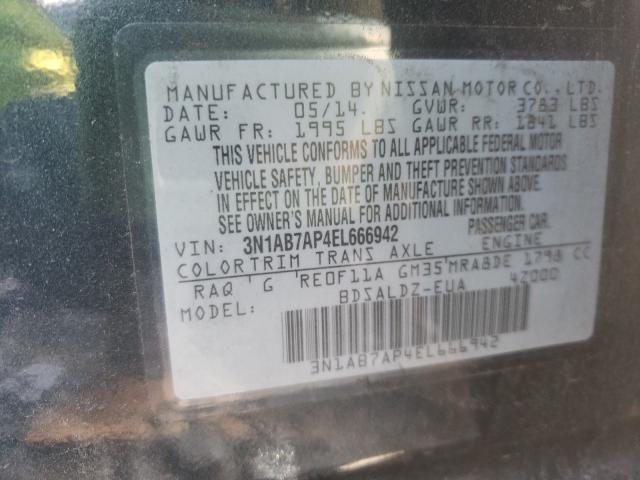 MANUFACTURED BY NISSAN MOTOR CO., LTD.
DATE: 05/14 GVWR: 3783 LBS
GAWR FR: 1995 LBS GAWR RR: 1841 LBS
THIS VEHICLE CONFORMS TO ALL APPLICABLE FEDERAL MOTOR
VEHICLE SAFETY, BUMPER AND THEFT PREVENTION STANDARDS
IN EFFECT ON THE DATE OF MANUFACTURE SHOWN ABOVE.
SEE OWNER'S MANUAL FOR ADDITIONAL INFORMATION.
VIN: 3N1AB7AP4EL666942 PASSENGER CAR
COLOR TRIM TRANS AXLE ENGINE
RAQ G RE0F11A GM35 MRA8DE 1798 CC
MODEL: BDSALDZ-EUA 42000
3N1AB7AP4EL666942